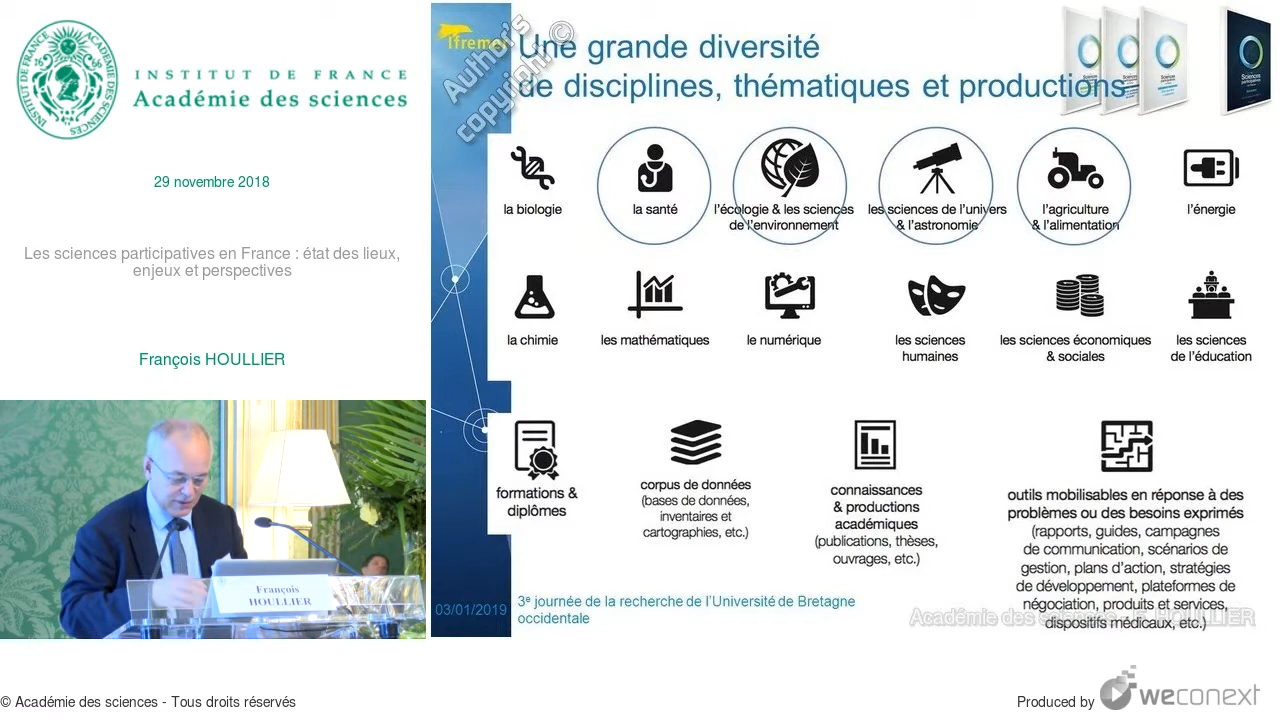 INSTITUT DE FRANCE
Académie des sciences
29 novembre 2018
Les sciences participatives en France : état des lieux,
enjeux et perspectives
François HOULLIER
François
HOULLIER
Ifremer
Author's
copyright ©
Une grande diversité
de disciplines, thématiques et productions
la biologie
la santé
l'écologie & les sciences
de l'environnement
les sciences de l'univers
& l'astronomie
l'agriculture
& l'alimentation
l'énergie
la chimie
les mathématiques
le numérique
les sciences
humaines
les sciences économiques
& sociales
les sciences
de l'éducation
formations &
diplômes
corpus de données
(bases de données,
inventaires et
cartographies, etc.)
connaissances
& productions
académiques
(publications, thèses,
ouvrages, etc.)
outils mobilisables en réponse à des
problèmes ou des besoins exprimés
(rapports, guides, campagnes
de communication, scénarios de
gestion, plans d'action, stratégies
de développement, plateformes de
négociation, produits et services,
dispositifs médicaux, etc.)
03/01/2019
3e journée de la recherche de l'Université de Bretagne
occidentale
Académie des sciences - F. HOULLIER
© Académie des sciences - Tous droits réservés
Produced by weconext